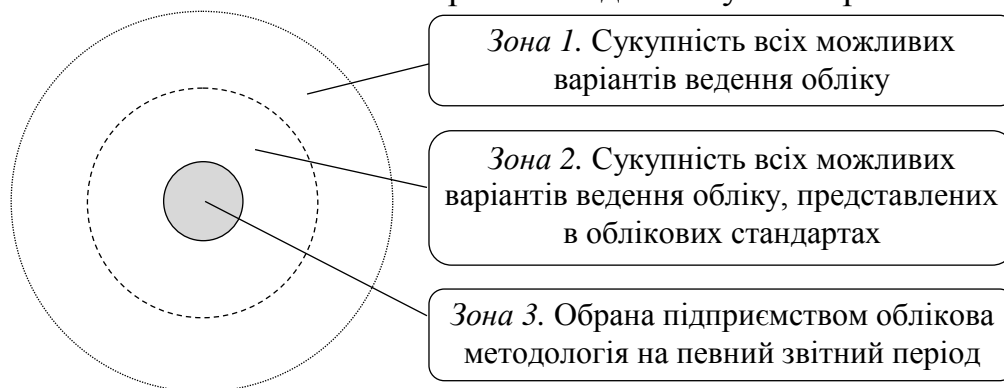 Зона 1. Сукупність всіх можливих
варіантів ведення обліку
Зона 2. Сукупність всіх можливих
варіантів ведення обліку, представлених
в облікових стандартах
Зона 3. Обрана підприємством облікова
методологія на певний звітний період